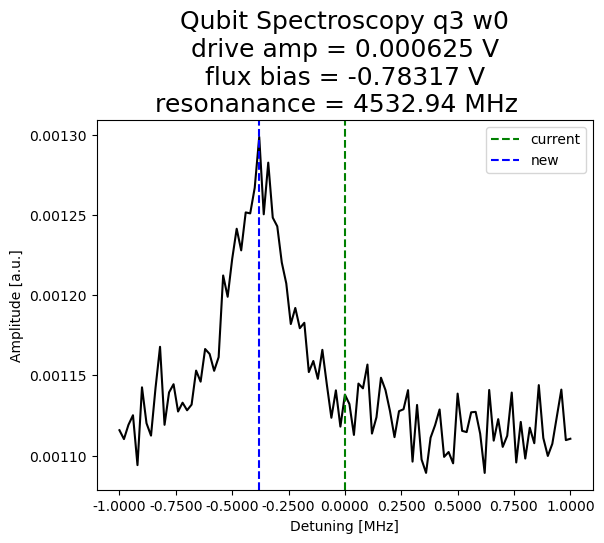 Qubit Spectroscopy q3 w0
drive amp = 0.000625 V
flux bias = -0.78317 V
resonanance = 4532.94 MHz
current
new
0.00130
0.00125
0.00120
0.00115
0.00110
Amplitude [a.u.]
-1.0000 -0.7500 -0.5000 -0.2500 0.0000 0.2500 0.5000 0.7500 1.0000
Detuning [MHz]